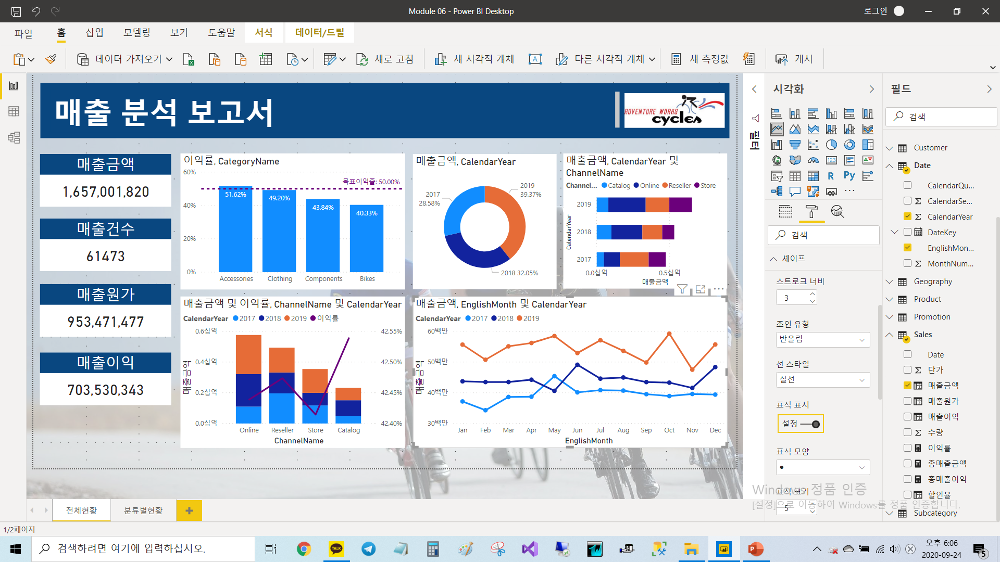 Module 06 - Power BI Desktop
로그인
파일
홈
삽입
모델링
보기
도움말
서식
데이터/드릴
데이터 가져오기
새로 고침
새 시각적 개체
다른 시각적 개체
새 측정값
게시
매출 분석 보고서
ADVENTURE WORKS
cycles
매출금액
1,657,001,820
매출건수
61473
매출원가
953,471,477
매출이익
703,530,343
이익률, CategoryName
60%
40%
20%
0%
목표이익줄: 50.00%
51.62%
49.20%
43.84%
40.33%
Accessories
Clothing
Components
Bikes
매출금액, CalendarYear
2019
39.37%
2017
28.58%
2018 32.05%
매출금액, CalendarYear 및
ChannelName
Channel... Catalog Online Reseller Store
CalendarYear
2019
2018
2017
0.0십억
0.5십억
매출금액
매출금액 및 이익률, ChannelName 및 CalendarYear
CalendarYear 2017 2018 2019 이익률
매출금액
0.6십억
0.4십억
0.2십억
0.0십억
42.55%
42.50%
42.45%
42.40%
Online
Reseller
Store
Catalog
ChannelName
매출금액, EnglishMonth 및 CalendarYear
CalendarYear 2017 2018 2019
매출금액
60백만
50백만
40백만
30백만
Jan
Feb
Mar
Apr
May
Jun
Jul
Aug
Sep
Oct
Nov
Dec
EnglishMonth
필터
시각화
123
R
Py
검색
셰이프
스트로크 너비
3
조인 유형
반올림
선 스타일
실선
표식 표시
설정
표식 모양
표식 크기
5
필드
검색
Customer
Date
CalendarQu...
CalendarSe...
CalendarYear
DateKey
EnglishMon...
MonthNum...
Geography
Product
Promotion
Sales
Date
단가
매출금액
매출원가
매출이익
수량
이익률
총매출금액
총매출이익
할인율
Subcategory
Windows 정품 인증
[설정]으로 이동하여 Windows를 정품 인증합니다.
전체현황
분류별현황
1/2페이지
검색하려면 여기에 입력하십시오.
TALK
오후 6:06
2020-09-24
5